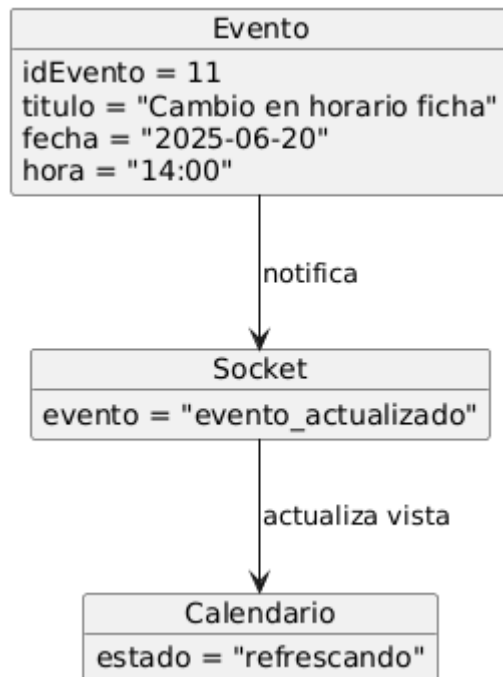 Evento
idEvento = 11
titulo = "Cambio en horario ficha"
fecha = "2025-06-20"
hora = "14:00"
notifica
Socket
evento = "evento_actualizado"
actualiza vista
Calendario
estado = "refrescando"